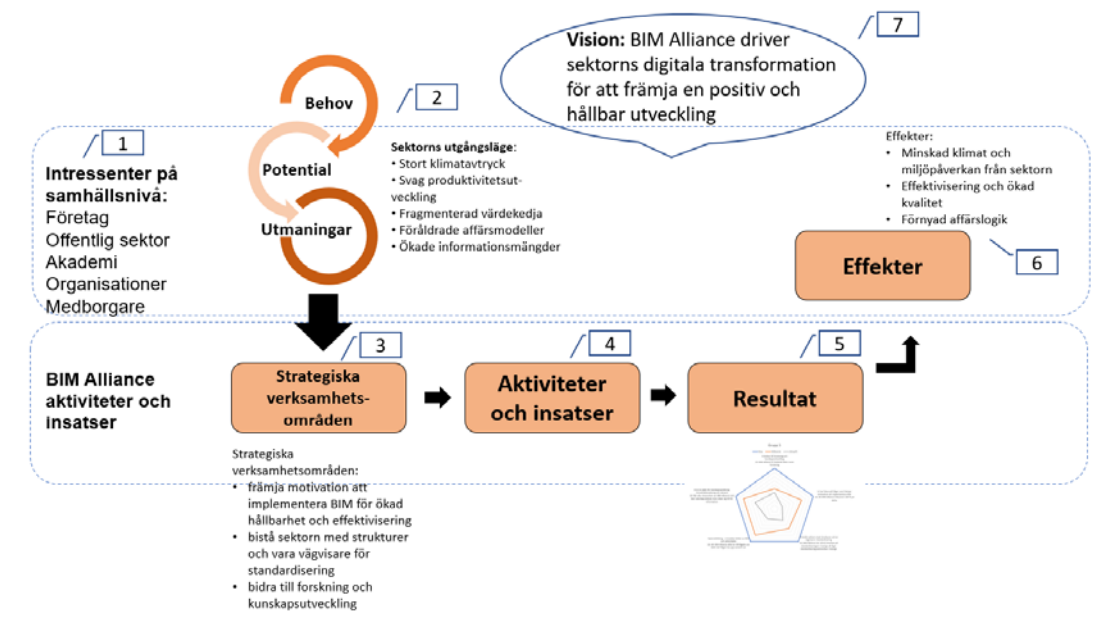 7
Vision: BIM Alliance driver
sektorns digitala transformation
för att främja en positiv och
hållbar utveckling
2
Behov
Potential
Utmaningar
1
Intressenter på
samhällsnivå:
Företag
Offentlig sektor
Akademi
Organisationer
Medborgare
Sektorns utgångsläge:
• Stort klimatavtryck
• Svag produktivitetsut-
veckling
• Fragmenterad värdekedja
• Föråldrade affärsmodeller
• Ökade informationsmängder
Effekter:
• Minskad klimat och
miljöpåverkan från sektorn
• Effektivisering och ökad
kvalitet
• Förnyad affärslogik
Effekter
6
BIM Alliance
aktiviteter och
insatser
3
Strategiska
verksamhets-
områden
4
Aktiviteter
och insatser
5
Resultat
Strategiska
verksamhetsområden:
• främja motivation att
implementera BIM för ökad
hållbarhet och effektivisering
• bistå sektorn med strukturer
och vara vägvisare för
standardisering
• bidra till forskning och
kunskapsutveckling